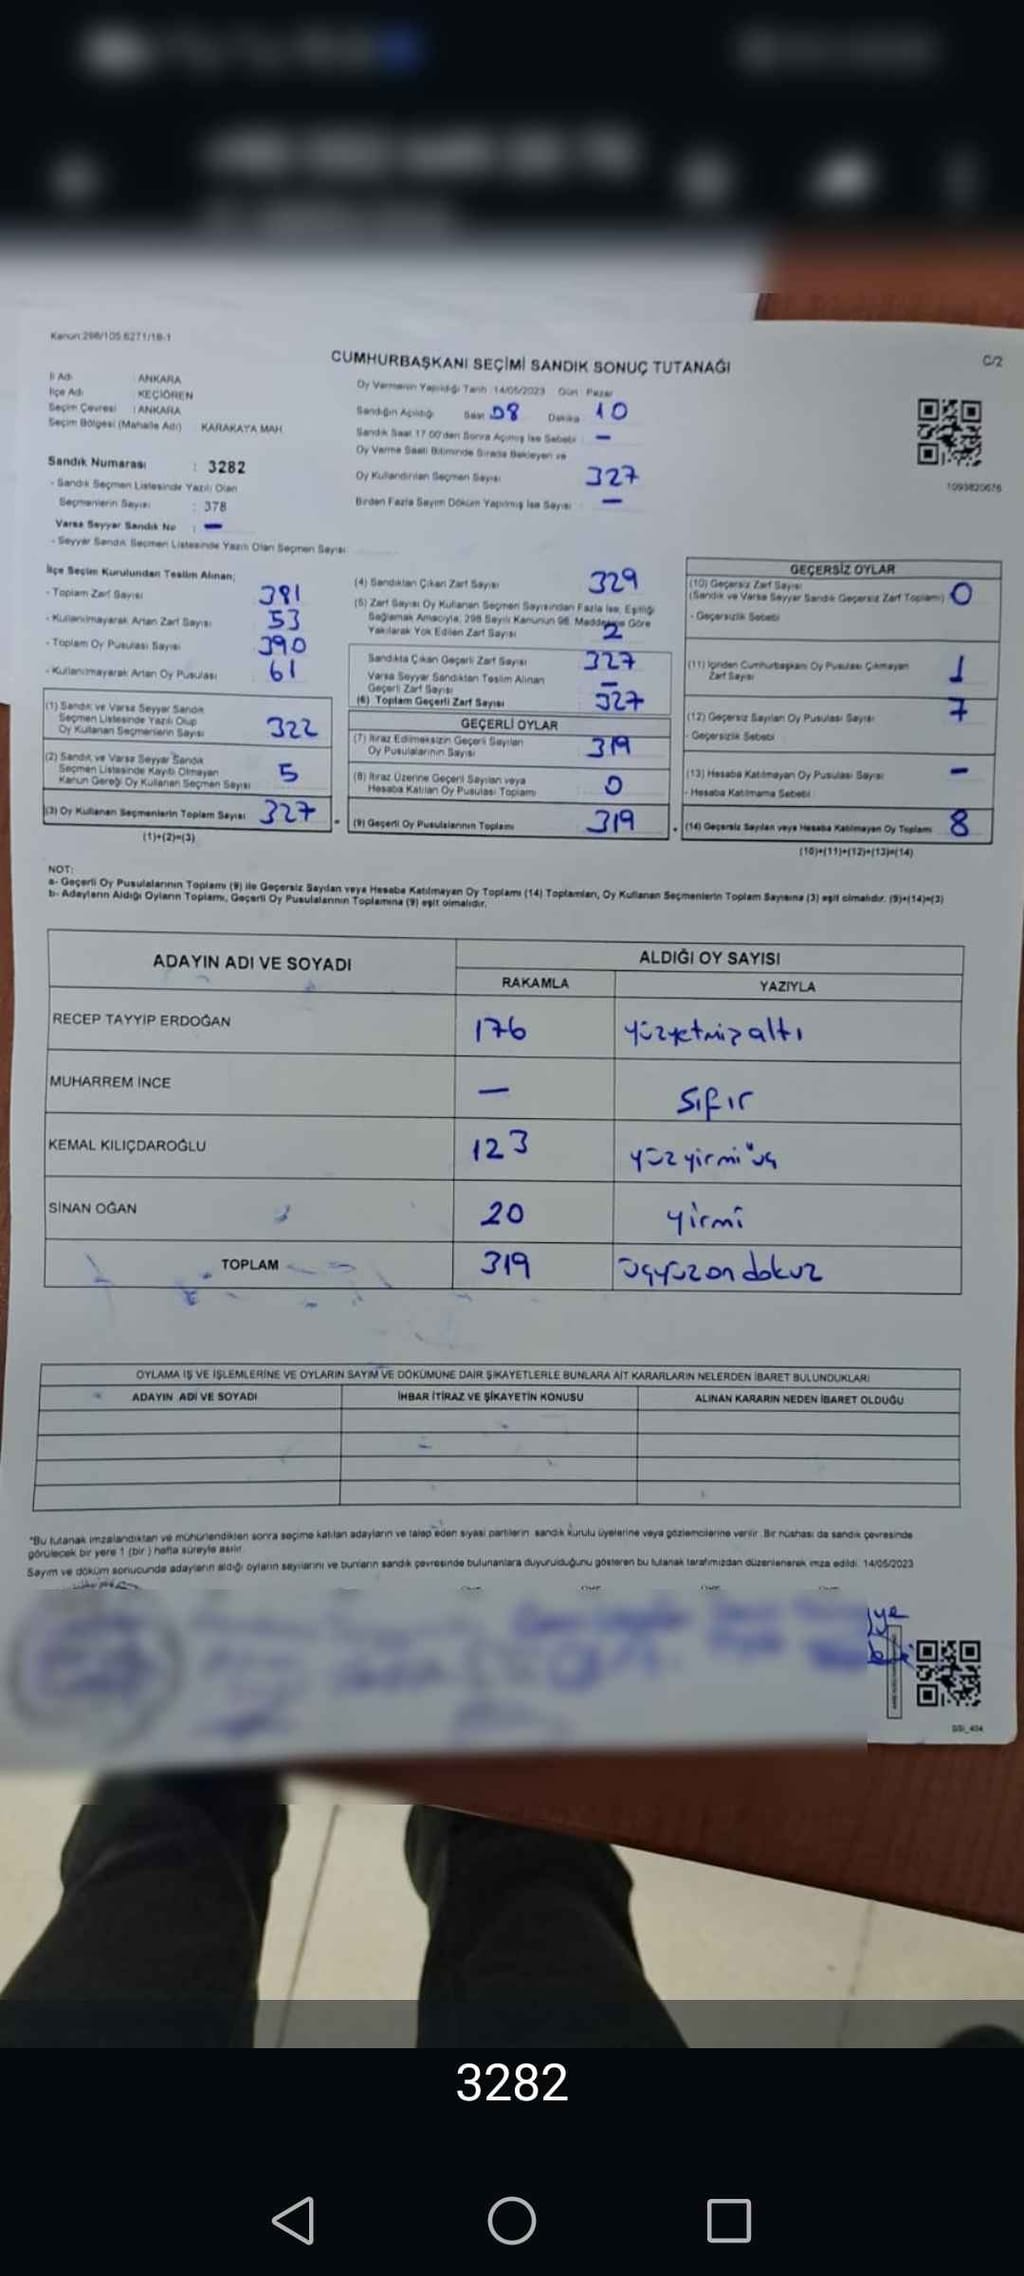 Kanun:298/105.6271/18-1
CUMHURBAŞKANI SEÇİMİ SANDIK SONUÇ TUTANAĞI
C/2
İl Adı : ANKARA
İlçe Adı : KEÇİÖREN
Seçim Çevresi : ANKARA
Seçim Bölgesi (Mahalle Adı) KARAKAYA MAH
Oy Vermenin Yapıldığı Tarih :14/05/2023 Gün : Pazar
Sandığın Açıldığı Saat 08 Dakika 10
Sandık Saat 17.00'den Sonra Açılmış İse Sebebi : —
Oy Verme Saati Bitiminde Sırada Bekleyen ve
Oy Kullandırılan Seçmen Sayısı 327
Birden Fazla Sayım Döküm Yapılmış İse Sayısı : —
1093820676
Sandık Numarası : 3282
- Sandık Seçmen Listesinde Yazılı Olan
Seçmenlerin Sayısı : 378
Varsa Seyyar Sandık No : —
- Seyyar Sandık Seçmen Listesinde Yazılı Olan Seçmen Sayısı
İlçe Seçim Kurulundan Teslim Alınan;
- Toplam Zarf Sayısı 381
- Kullanılmayarak Artan Zarf Sayısı 53
- Toplam Oy Pusulası Sayısı 390
- Kullanılmayarak Artan Oy Pusulası 61
(1) Sandık ve Varsa Seyyar Sandık
Seçmen Listesinde Yazılı Olup
Oy Kullanan Seçmenlerin Sayısı 322
(2) Sandık ve Varsa Seyyar Sandık
Seçmen Listesinde Kayıtlı Olmayan
Kanun Gereği Oy Kullanan Seçmen Sayısı 5
(3) Oy Kullanan Seçmenlerin Toplam Sayısı 327
(1)+(2)=(3)
(4) Sandıktan Çıkan Zarf Sayısı 329
(5) Zarf Sayısı Oy Kullanan Seçmen Sayısından Fazla İse, Eşitliği
Sağlamak Amacıyla, 298 Sayılı Kanunun 98. Maddesine Göre
Yakılarak Yok Edilen Zarf Sayısı 2
Sandıkta Çıkan Geçerli Zarf Sayısı 327
Varsa Seyyar Sandıktan Teslim Alınan
Geçerli Zarf Sayısı —
(6) Toplam Geçerli Zarf Sayısı 327
GEÇERLİ OYLAR
(7) İtiraz Edilmeksizin Geçerli Sayılan
Oy Pusulalarının Sayısı 319
(8) İtiraz Üzerine Geçerli Sayılan veya
Hesaba Katılan Oy Pusulası Toplamı 0
(9) Geçerli Oy Pusulalarının Toplamı 319
GEÇERSİZ OYLAR
(10) Geçersiz Zarf Sayısı
(Sandık ve Varsa Seyyar Sandık Geçersiz Zarf Toplamı) 0
- Geçersizlik Sebebi
(11) İçinden Cumhurbaşkanı Oy Pusulası Çıkmayan
Zarf Sayısı 1
(12) Geçersiz Sayılan Oy Pusulası Sayısı 7
- Geçersizlik Sebebi
(13) Hesaba Katılmayan Oy Pusulası Sayısı —
- Hesaba Katılmama Sebebi
(14) Geçersiz Sayılan veya Hesaba Katılmayan Oy Toplamı 8
(10)+(11)+(12)+(13)=(14)
NOT:
a- Geçerli Oy Pusulalarının Toplamı (9) ile Geçersiz Sayılan veya Hesaba Katılmayan Oy Toplamı (14) Toplamları, Oy Kullanan Seçmenlerin Toplam Sayısına (3) eşit olmalıdır. (9)+(14)=(3)
b- Adayların Aldığı Oyların Toplamı, Geçerli Oy Pusulalarının Toplamına (9) eşit olmalıdır.
ADAYIN ADI VE SOYADI
ALDIĞI OY SAYISI
RAKAMLA YAZIYLA
RECEP TAYYİP ERDOĞAN 176 yüzyetmişaltı
MUHARREM İNCE — sıfır
KEMAL KILIÇDAROĞLU 123 yüzyirmiüç
SİNAN OĞAN 20 yirmi
TOPLAM 319 üçyüzondokuz
OYLAMA İŞ VE İŞLEMLERİNE VE OYLARIN SAYIM VE DÖKÜMÜNE DAİR ŞİKAYETLERLE BUNLARA AİT KARARLARIN NELERDEN İBARET BULUNDUKLARI
ADAYIN ADI VE SOYADI İHBAR İTİRAZ VE ŞİKAYETİN KONUSU ALINAN KARARIN NEDEN İBARET OLDUĞU
*Bu tutanak imzalandıktan ve mühürlendikten sonra seçime katılan adayların ve talep eden siyasi partilerin sandık kurulu üyelerine veya gözlemcilerine verilir. Bir nüshası da sandık çevresinde
görülecek bir yere 1 (bir) hafta süreyle asılır.
Sayım ve döküm sonucunda adayların aldığı oyların sayılarını ve bunların sandık çevresinde bulunanlara duyurulduğunu gösteren bu tutanak tarafımızdan düzenlenerek imza edildi. 14/05/2023
3282